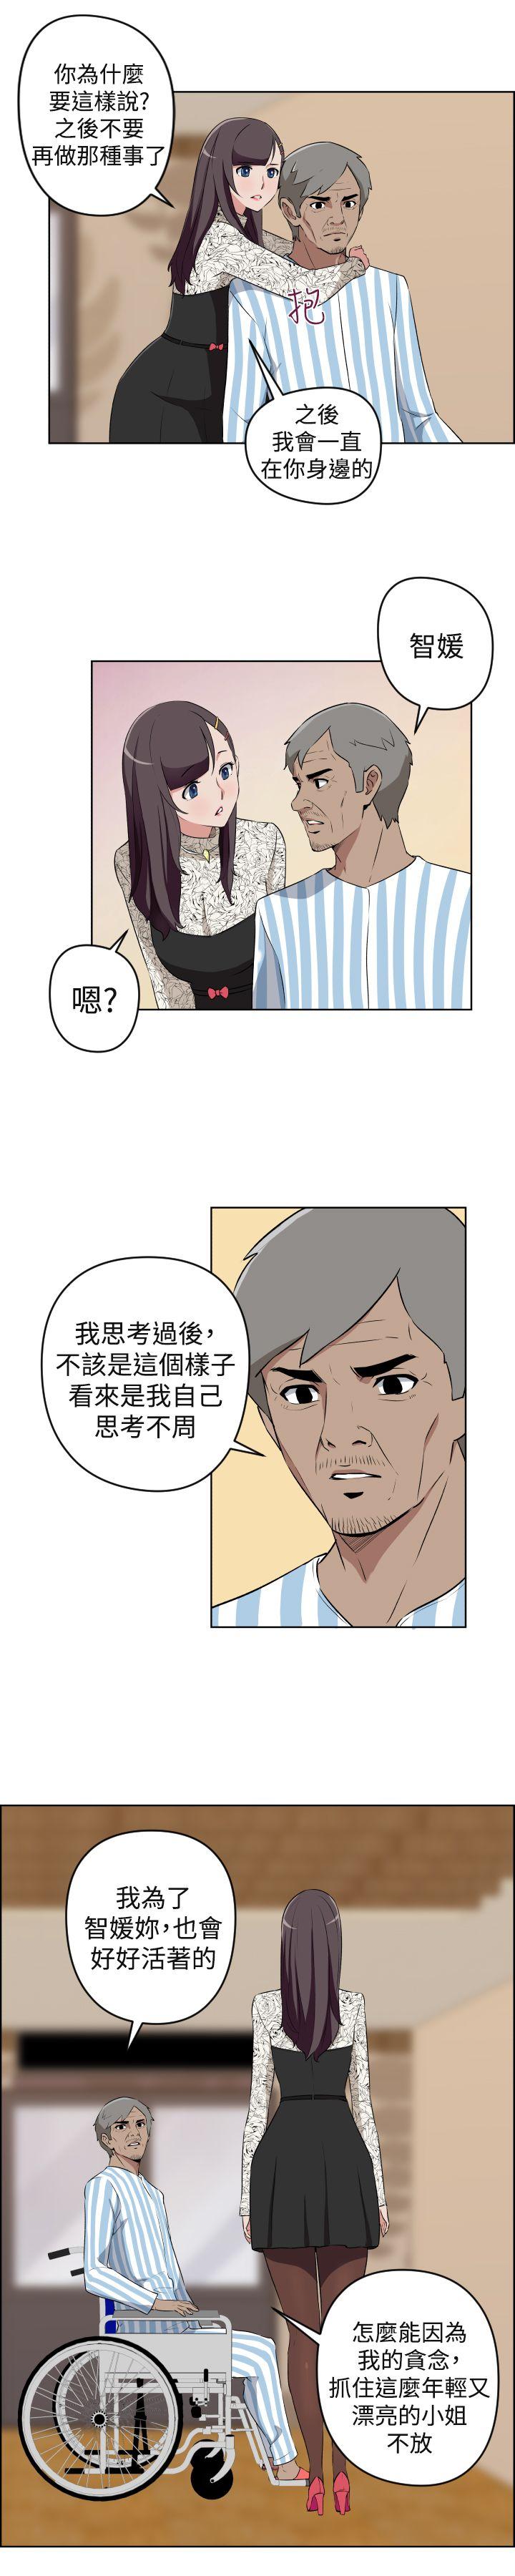 你為什麼
要這樣說?
之後不要
再做那種事了
抱
之後
我會一直
在你身邊的
智媛
嗯?
我思考過後,
不該是這個樣子
看來是我自己
思考不周
我為了
智媛妳,也會
好好活著的
怎麼能因為
我的貪念,
抓住這麼年輕又
漂亮的小姐
不放